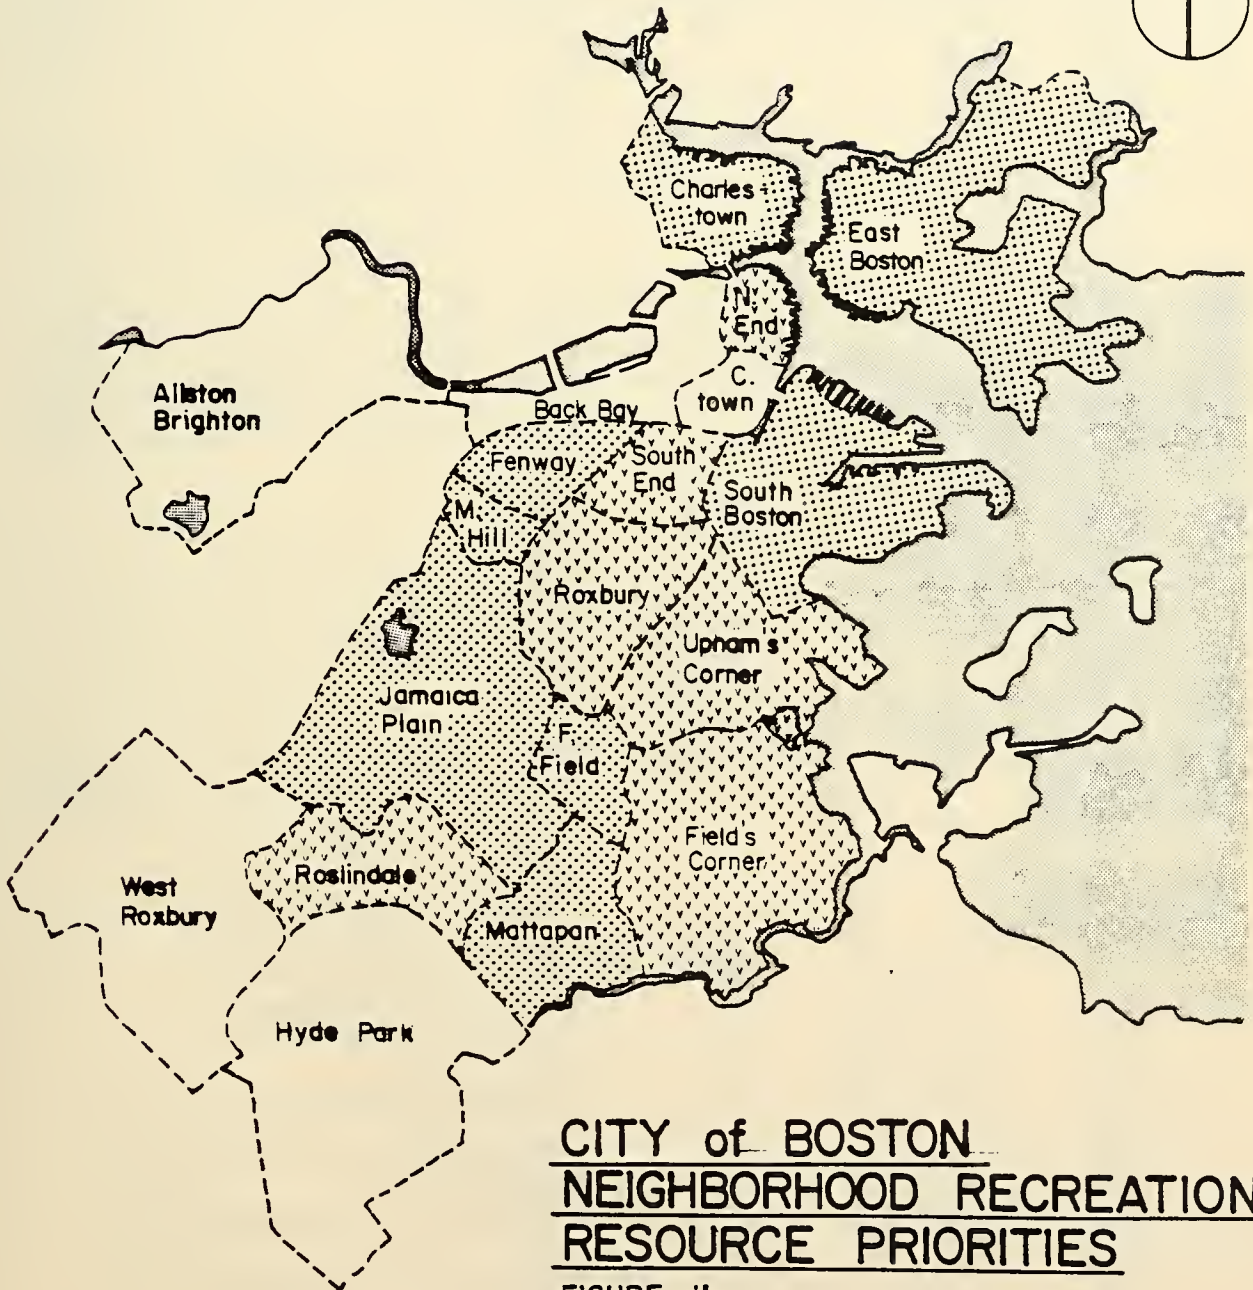 Charles-
town
East
Boston
N.
End
C.
town
Allston
Brighton
Back Bay
Fenway
South
End
M.
Hill
South
Boston
Roxbury
Upham's
Corner
Jamaica
Plain
F.
Field
Field's
Corner
Roslindale
West
Roxbury
Mattapan
Hyde Park
CITY of BOSTON
NEIGHBORHOOD RECREATION
RESOURCE PRIORITIES